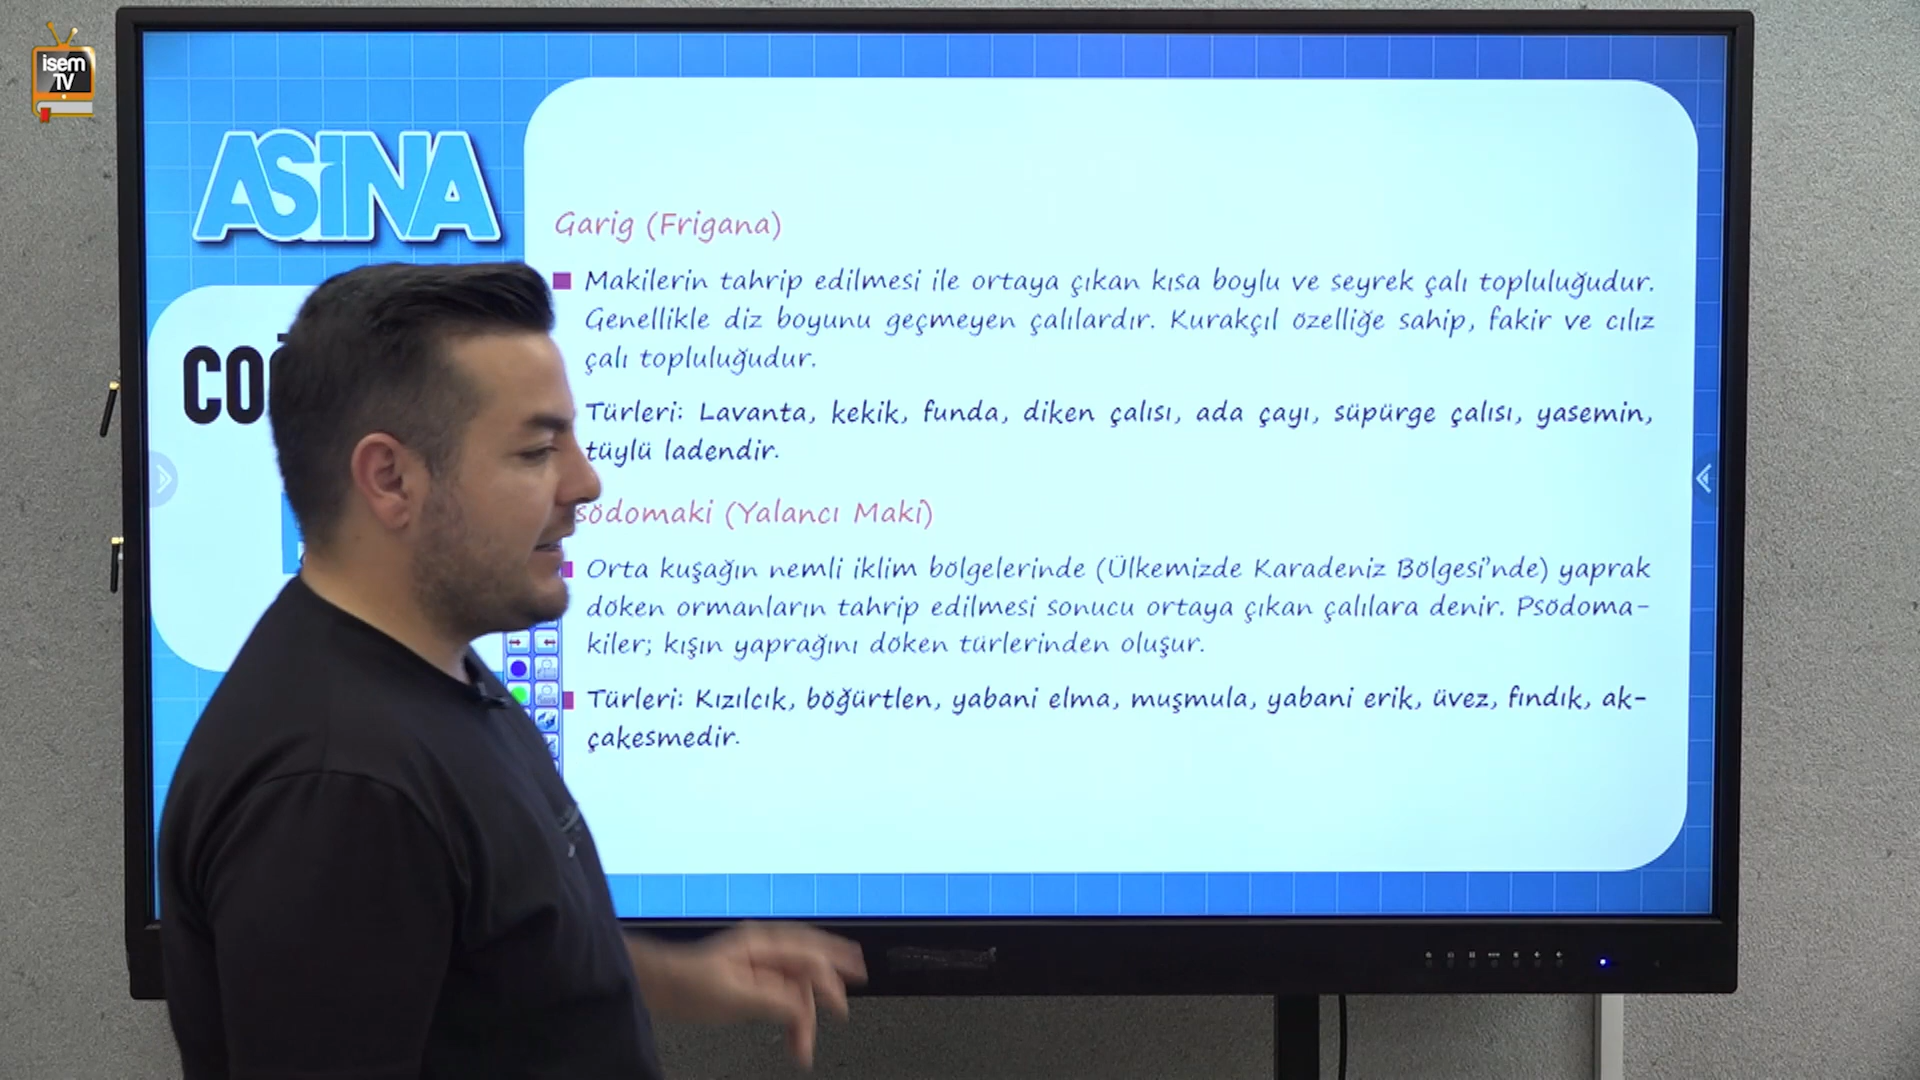 isem
TV
ASİNA
Garig (Frigana)
Makilerin tahrip edilmesi ile ortaya çıkan kısa boylu ve seyrek çalı topluluğudur.
Genellikle diz boyunu geçmeyen çalılardır. Kurakçıl özelliğe sahip, fakir ve cılız
çalı topluluğudur.
Türleri: Lavanta, kekik, funda, diken çalısı, ada çayı, süpürge çalısı, yasemin,
tüylü ladendir.
södomaki (Yalancı Maki)
Orta kuşağın nemli iklim bölgelerinde (Ülkemizde Karadeniz Bölgesi'nde) yaprak
döken ormanların tahrip edilmesi sonucu ortaya çıkan çalılara denir. Psödoma-
kiler; kışın yaprağını döken türlerinden oluşur.
Türleri: Kızılcık, böğürtlen, yabani elma, muşmula, yabani erik, üvez, fındık, ak-
çakesmedir.